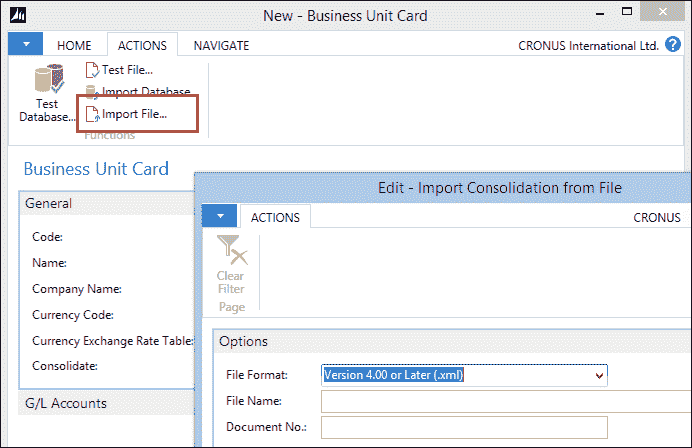 New - Business Unit Card
HOME ACTIONS NAVIGATE CRONUS International Ltd. ?
Test Database...
Test File...
Import Database
Import File...
Functions
Business Unit Card
General
Code:
Name:
Company Name:
Currency Code:
Currency Exchange Rate Table:
Consolidate:
G/L Accounts
Edit - Import Consolidation from File
ACTIONS CRONUS
Clear
Filter
Page
Options
File Format: Version 4.00 or Later (.xml)
File Name:
Document No.: